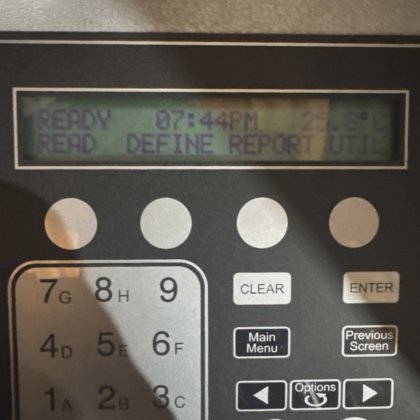 READY 07:44PM 25.8°C
READ DEFINE REPORT UTIL
7G 8H 9
CLEAR ENTER
4D 5E 6F
Main Menu
Previous Screen
1A 2B 3C
Options